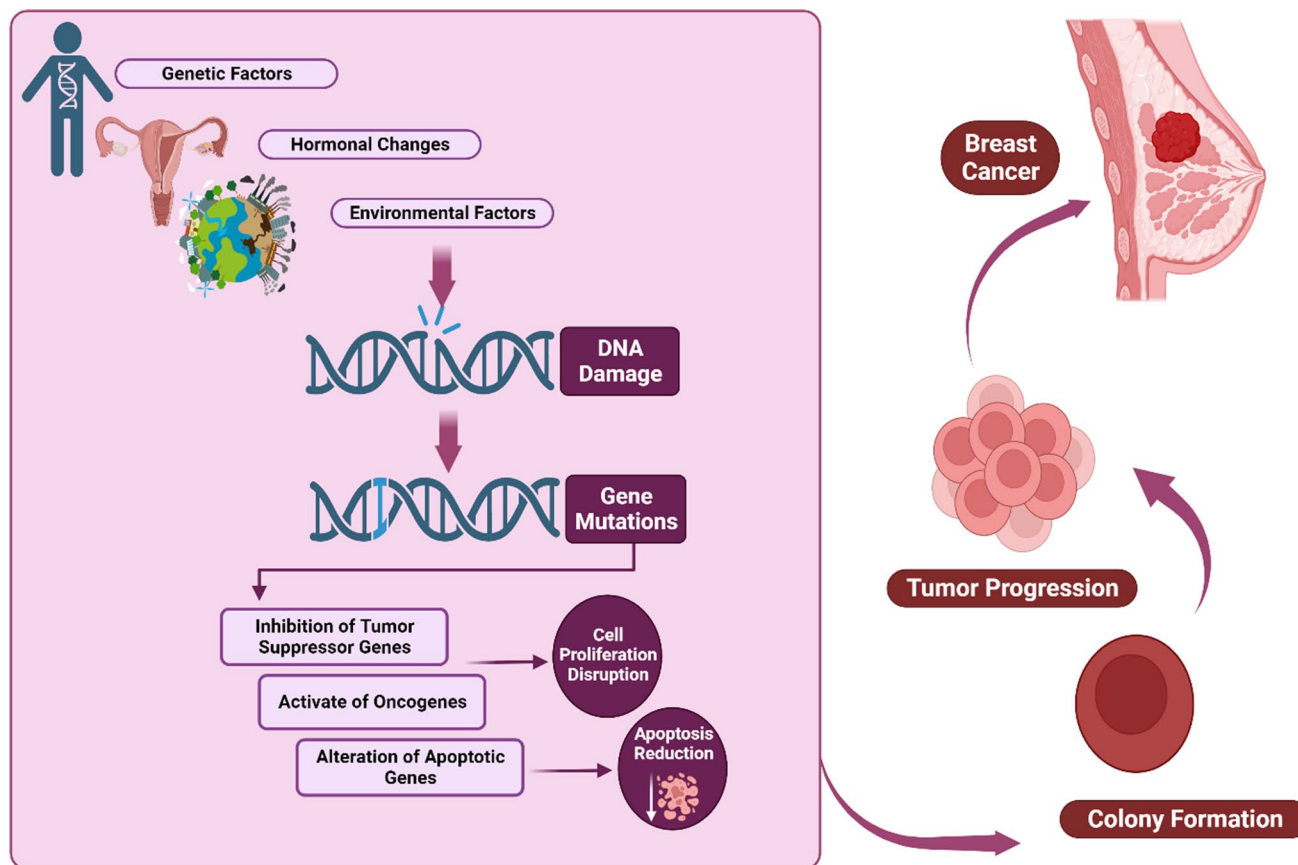 Genetic Factors
Hormonal Changes
Environmental Factors
DNA
Damage
Gene
Mutations
Inhibition of Tumor
Suppressor Genes
Cell
Proliferation
Disruption
Activate of Oncogenes
Alteration of Apoptotic
Genes
Apoptosis
Reduction
Colony Formation
Tumor Progression
Breast
Cancer